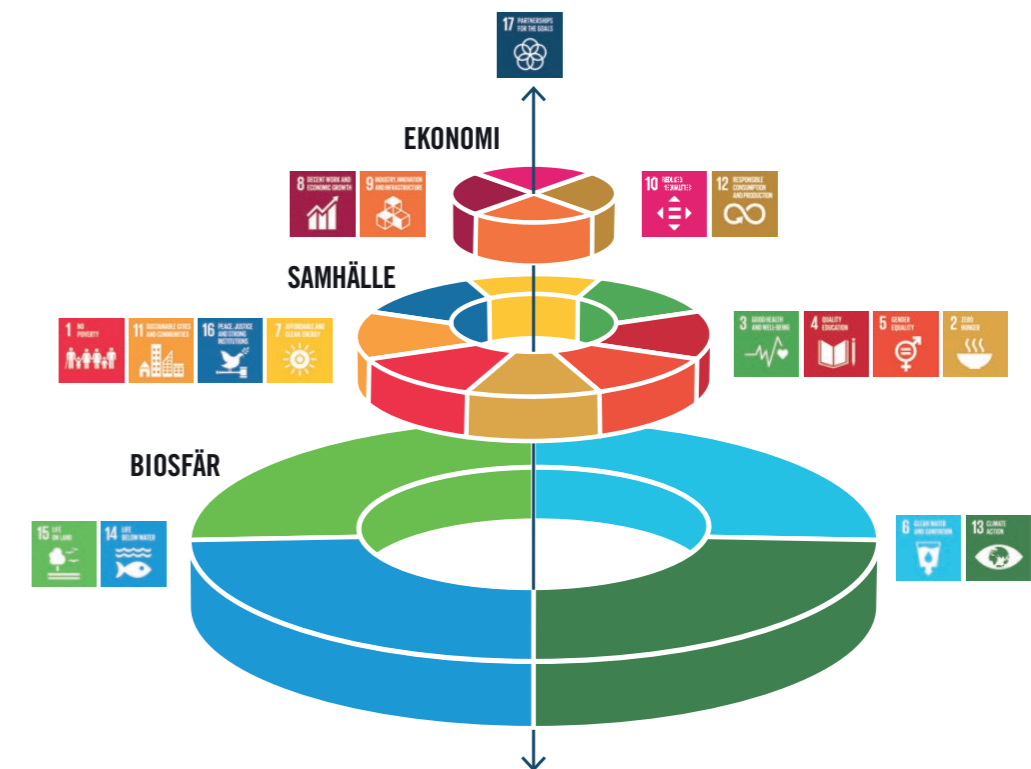 17 PARTNERSHIPS
FOR THE GOALS
EKONOMI
8 DECENT WORK AND
ECONOMIC GROWTH
9 INDUSTRY, INNOVATION
AND INFRASTRUCTURE
10
12 RESPONSIBLE
CONSUMPTION
AND PRODUCTION
SAMHÄLLE
1 NO
POVERTY
11 SUSTAINABLE CITIES
AND COMMUNITIES
16 PEACE, JUSTICE
AND STRONG
INSTITUTIONS
7 AFFORDABLE AND
CLEAN ENERGY
3 GOOD HEALTH
AND WELL-BEING
4 QUALITY
EDUCATION
5 GENDER
EQUALITY
2 ZERO
HUNGER
BIOSFÄR
15 LIFE
ON LAND
14 LIFE
BELOW WATER
6 CLEAN WATER
AND SANITATION
13 CLIMATE
ACTION